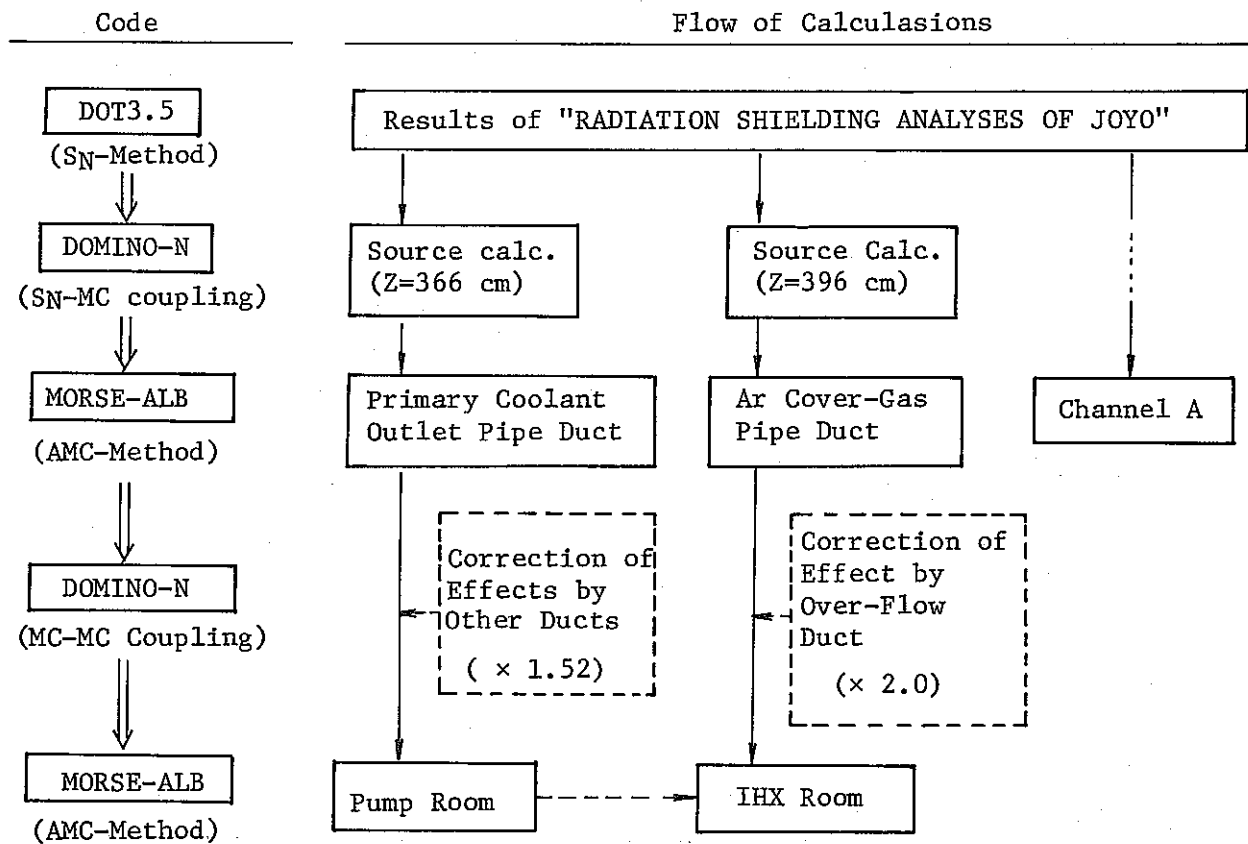 Code
Flow of Calculasions
DOT3.5
(SN-Method)
DOMINO-N
(SN-MC coupling)
MORSE-ALB
(AMC-Method)
DOMINO-N
(MC-MC Coupling)
MORSE-ALB
(AMC-Method)
Results of "RADIATION SHIELDING ANALYSES OF JOYO"
Source calc.
(Z=366 cm)
Source Calc.
(Z=396 cm)
Primary Coolant
Outlet Pipe Duct
Ar Cover-Gas
Pipe Duct
Channel A
Correction of
Effects by
Other Ducts
( × 1.52)
Correction of
Effect by
Over-Flow
Duct
(× 2.0)
Pump Room
IHX Room